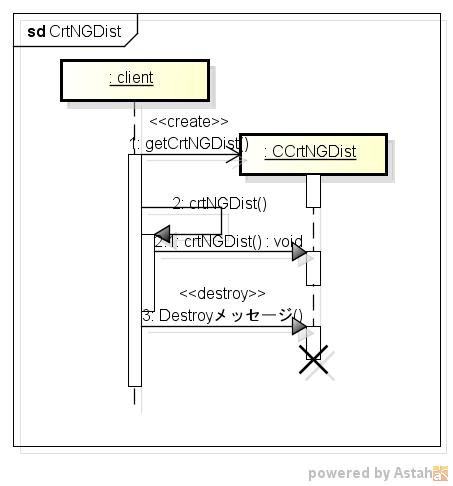 sd CrtNGDist
: client
<<create>>
1: getCrtNGDist()
: CCrtNGDist
2: crtNGDist()
2.1: crtNGDist() : void
<<destroy>>
3: Destroyメッセージ()
powered by Astah